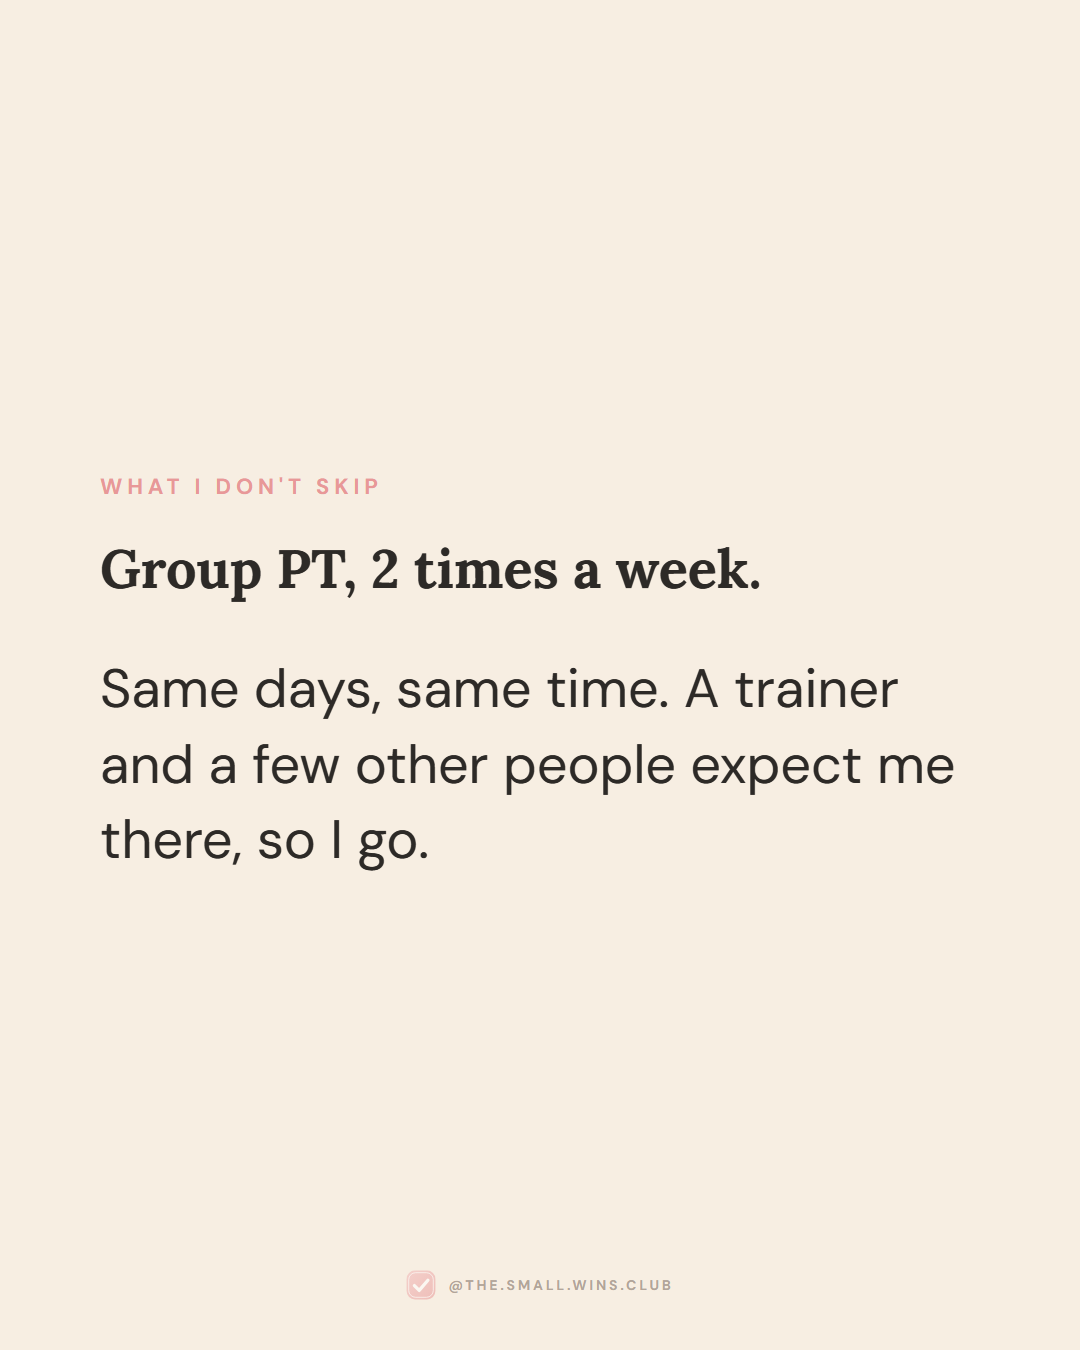 WHAT I DON'T SKIP
Group PT, 2 times a week.
Same days, same time. A trainer
and a few other people expect me
there, so I go.
@THE.SMALL.WINS.CLUB